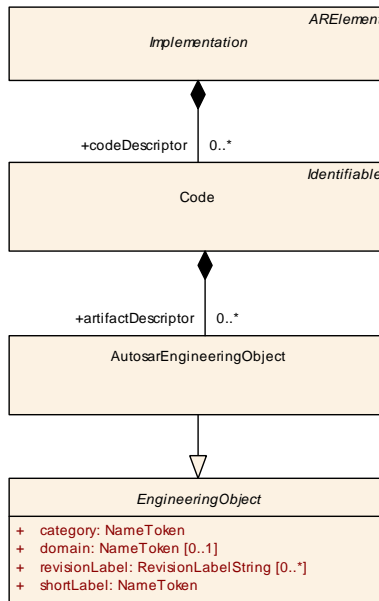 ARElement
Implementation
+codeDescriptor 0..*
Identifiable
Code
+artifactDescriptor 0..*
AutosarEngineeringObject
EngineeringObject
+ category: NameToken
+ domain: NameToken [0..1]
+ revisionLabel: RevisionLabelString [0..*]
+ shortLabel: NameToken